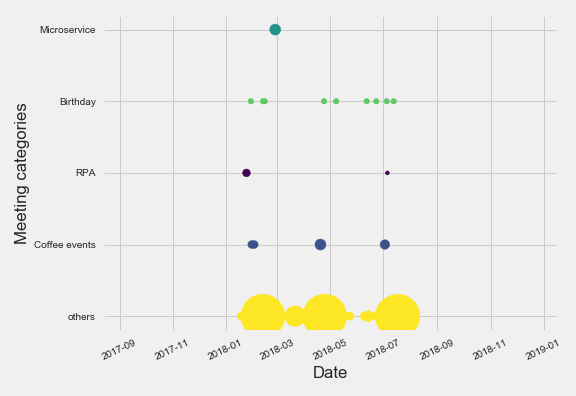 Microservice
Birthday
RPA
Coffee events
others
Meeting categories
2017-09
2017-11
2018-01
2018-03
2018-05
2018-07
2018-09
2018-11
2019-01
Date